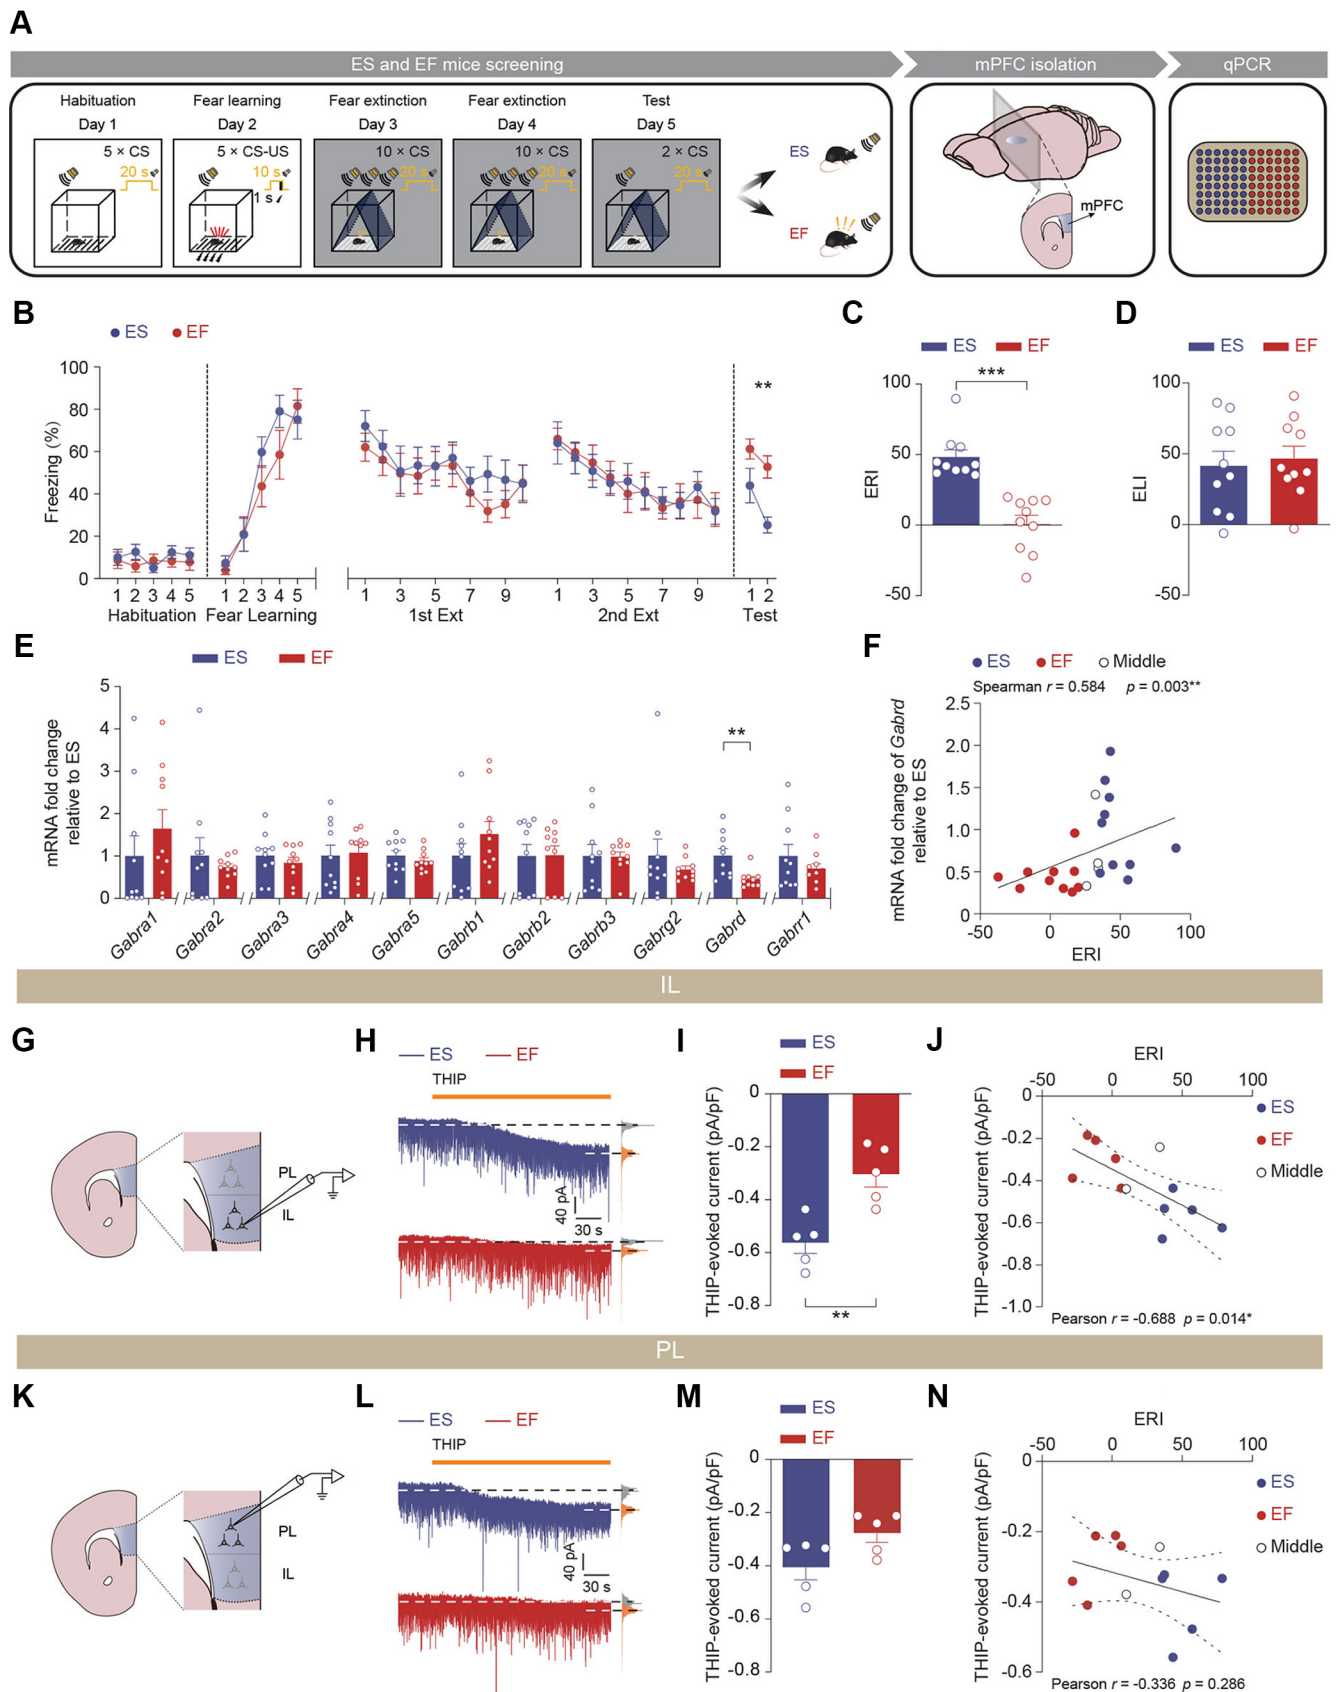 A
ES and EF mice screening
mPFC isolation
qPCR
Habituation
Day 1
5 × CS
20 s
Fear learning
Day 2
5 × CS-US
10 s
1 s
Fear extinction
Day 3
10 × CS
20 s
Fear extinction
Day 4
10 × CS
20 s
Test
Day 5
2 × CS
20 s
ES
EF
mPFC
B
ES EF
Freezing (%)
100
80
60
40
20
0
1 2 3 4 5 1 2 3 4 5 1 3 5 7 9 1 3 5 7 9 1 2
Habituation Fear Learning 1st Ext 2nd Ext Test
**
C
ES EF
***
ERI
100
50
0
-50
D
ES EF
ELI
100
50
0
-50
E
ES EF
mRNA fold change
relative to ES
5
4
3
2
1
0
**
Gabra1 Gabra2 Gabra3 Gabra4 Gabra5 Gabrb1 Gabrb2 Gabrb3 Gabrg2 Gabrd Gabrr1
F
ES EF Middle
Spearman r = 0.584 p = 0.003**
mRNA fold change of Gabrd
relative to ES
2.5
2.0
1.5
1.0
0.5
0
-50 0 50 100
ERI
IL
G
PL
IL
H
ES EF
THIP
40 pA
30 s
I
ES
EF
THIP-evoked current (pA/pF)
0
-0.2
-0.4
-0.6
-0.8
**
J
ERI
-50 0 50 100
THIP-evoked current (pA/pF)
0
-0.2
-0.4
-0.6
-0.8
-1.0
ES
EF
Middle
Pearson r = -0.688 p = 0.014*
PL
K
PL
IL
L
ES EF
THIP
40 pA
30 s
M
ES
EF
THIP-evoked current (pA/pF)
0
-0.2
-0.4
-0.6
-0.8
N
ERI
-50 0 50 100
THIP-evoked current (pA/pF)
0
-0.2
-0.4
-0.6
ES
EF
Middle
Pearson r = -0.336 p = 0.286